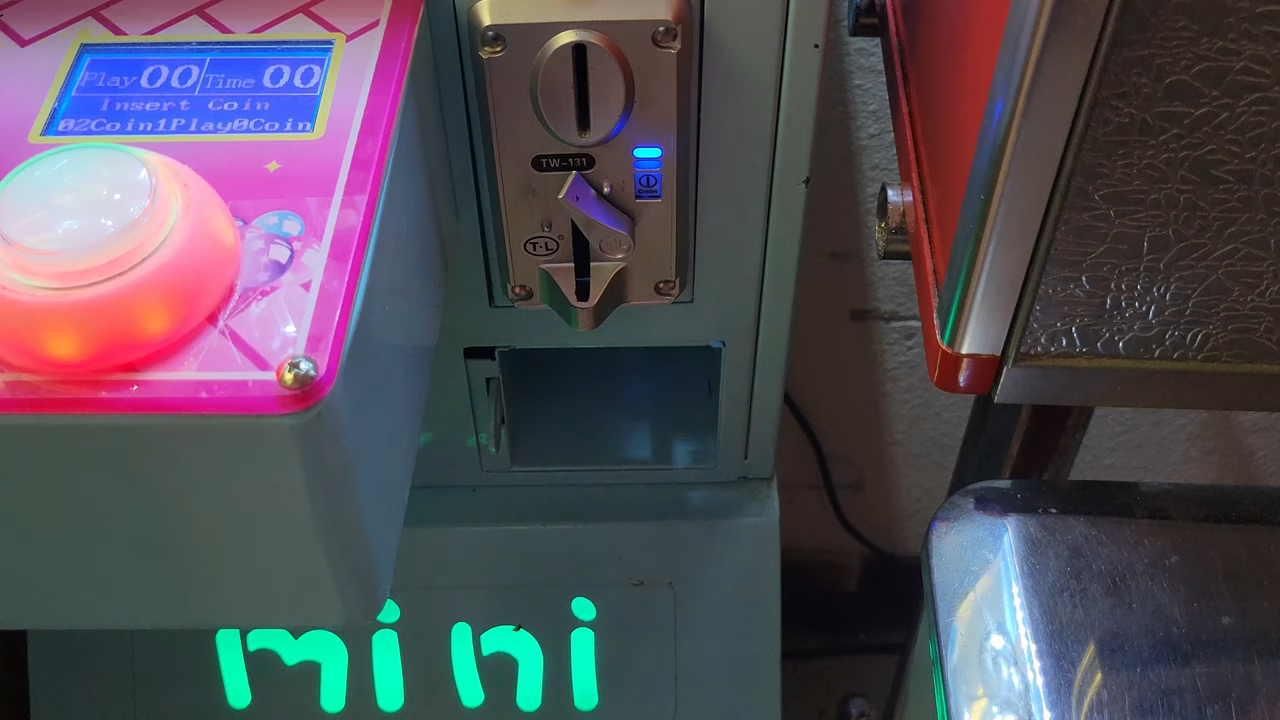 Play 00 Time 00
Insert Coin
02Coin1Play0Coin
TW-131
Coin
T-L
mini